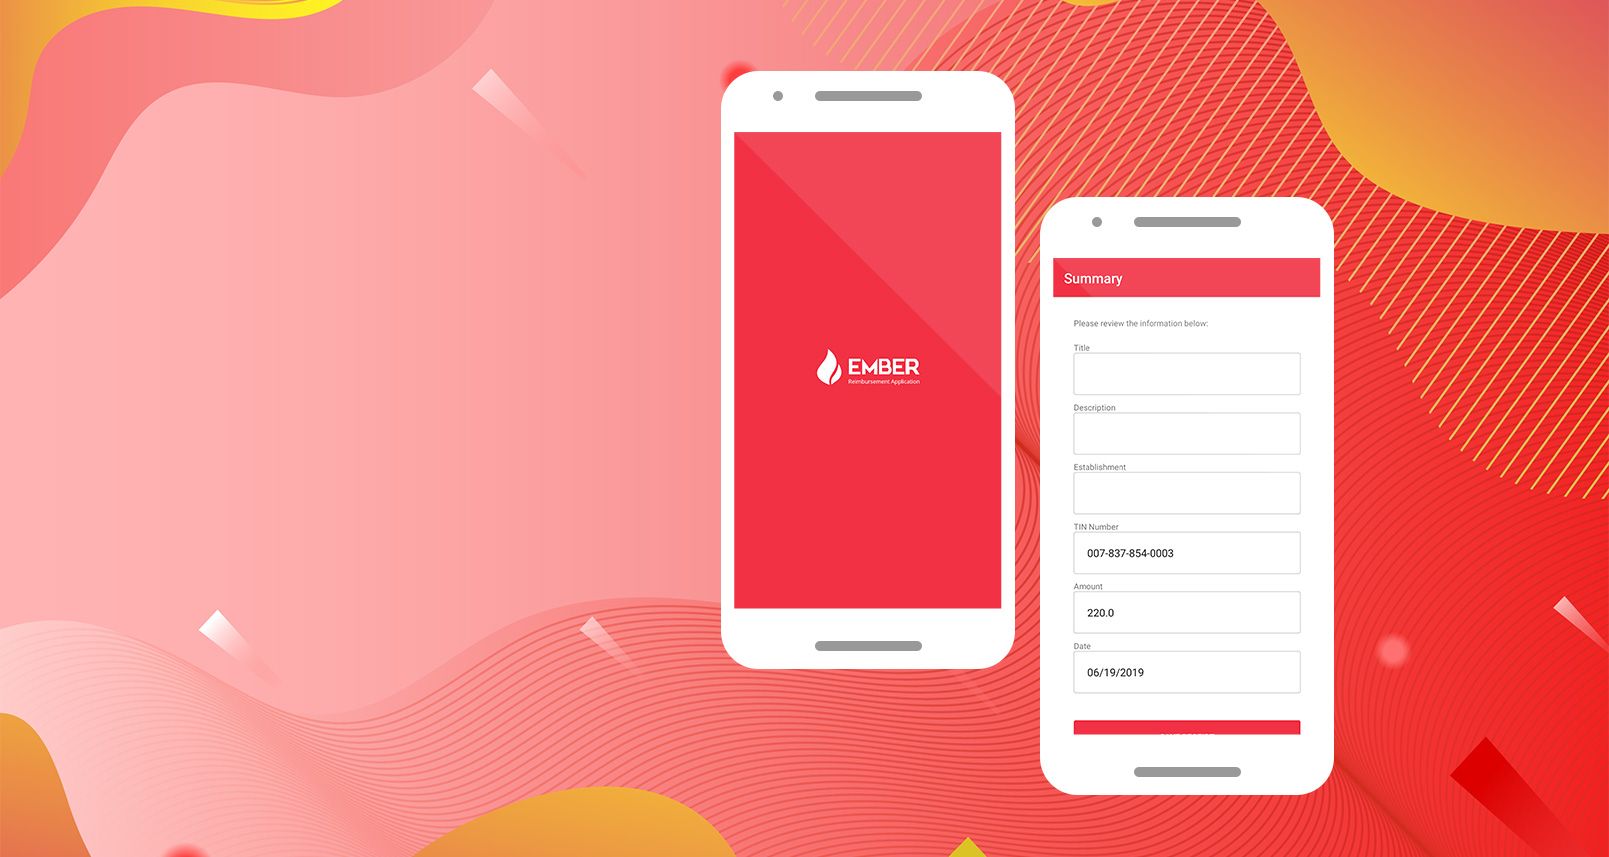 EMBER
Reimbursement Application
Summary
Please review the information below:
Title
Description
Establishment
TIN Number
007-837-854-0003
Amount
220.0
Date
06/19/2019